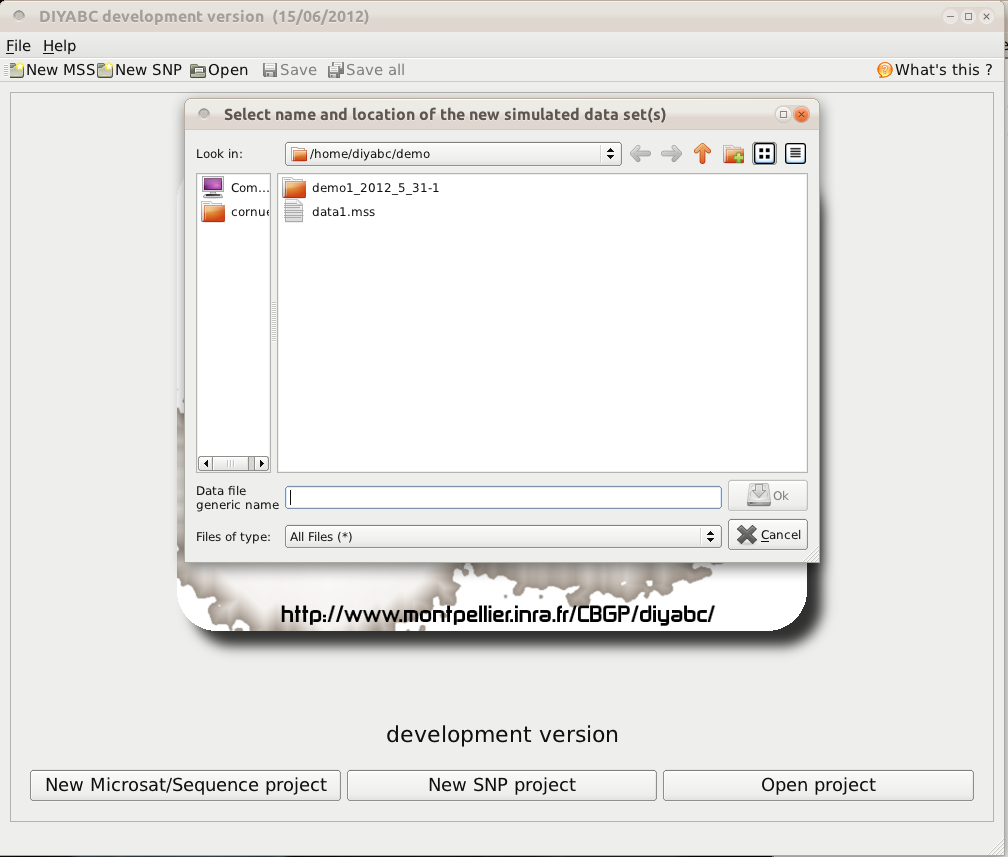 DIYABC development version (15/06/2012)
File Help
New MSS New SNP Open Save Save all What's this ?
Select name and location of the new simulated data set(s)
Look in: /home/diyabc/demo
Com... demo1_2012_5_31-1
cornue data1.mss
Data file
generic name Ok
Files of type: All Files (*) Cancel
http://www.montpellier.inra.fr/CBGP/diyabc/
development version
New Microsat/Sequence project New SNP project Open project